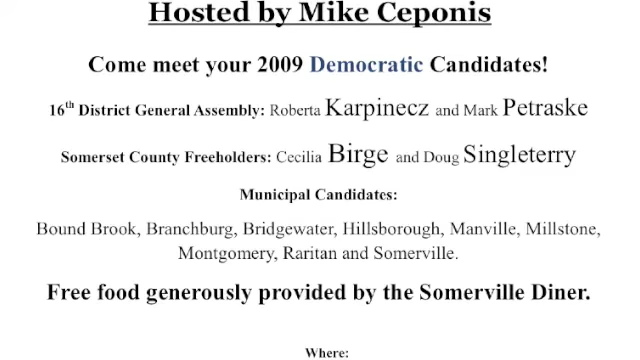 Hosted by Mike Ceponis
Come meet your 2009 Democratic Candidates!
16th District General Assembly: Roberta Karpinecz and Mark Petraske
Somerset County Freeholders: Cecilia Birge and Doug Singleterry
Municipal Candidates:
Bound Brook, Branchburg, Bridgewater, Hillsborough, Manville, Millstone,
Montgomery, Raritan and Somerville.
Free food generously provided by the Somerville Diner.
Where: